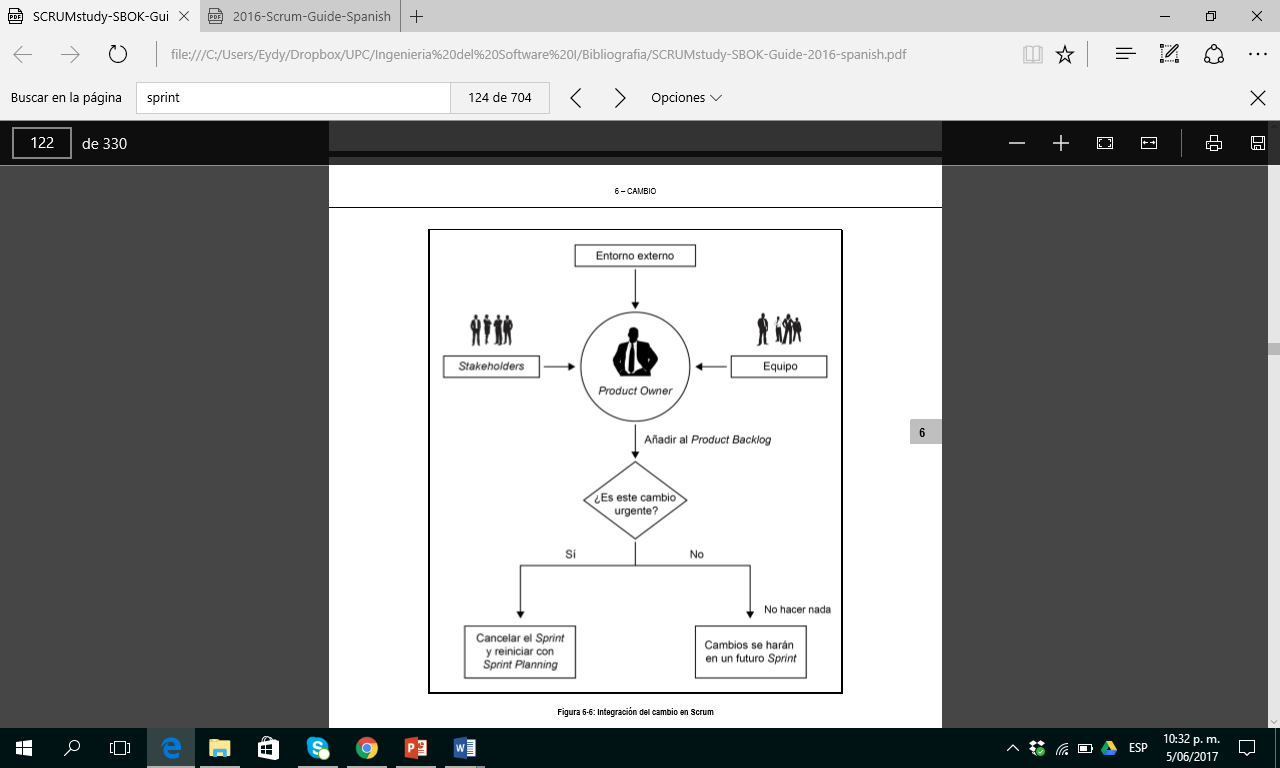 SCRUMstudy-SBOK-Gui
2016-Scrum-Guide-Spanish
file:///C:/Users/Eydy/Dropbox/UPC/Ingenieria%20del%20Software%20I/Bibliografia/SCRUMstudy-SBOK-Guide-2016-spanish.pdf
Buscar en la página
sprint
124 de 704
Opciones
122
de 330
6 – CAMBIO
Entorno externo
Stakeholders
Product Owner
Equipo
Añadir al Product Backlog
6
¿Es este cambio
urgente?
Sí
No
No hacer nada
Cancelar el Sprint
y reiniciar con
Sprint Planning
Cambios se harán
en un futuro Sprint
Figura 6-6: Integración del cambio en Scrum
ESP
10:32 p. m.
5/06/2017